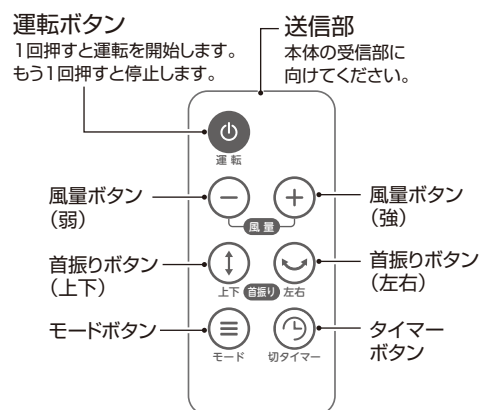 運転ボタン
1回押すと運転を開始します。
もう1回押すと停止します。
送信部
本体の受信部に
向けてください。
運転
風量ボタン
（弱）
風量
風量ボタン
（強）
首振りボタン
（上下）
上下 首振り 左右
首振りボタン
（左右）
モードボタン
モード
切タイマー
タイマー
ボタン